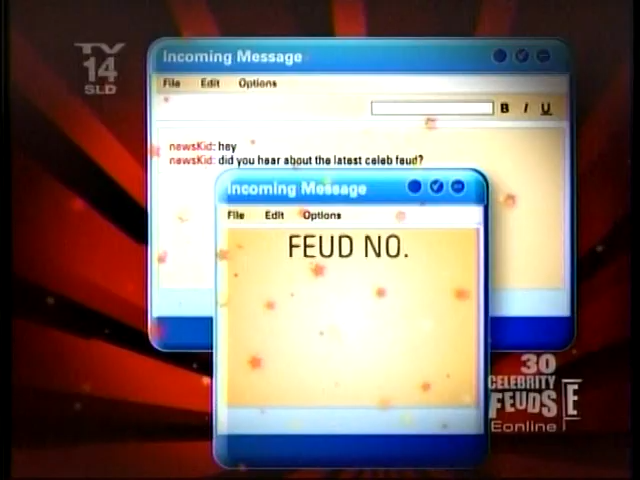 TV
14
SLD
Incoming Message
File Edit Options
B I U
newsKid: hey
newsKid: did you hear about the latest celeb feud?
Incoming Message
File Edit Options
FEUD NO.
30
CELEBRITY
FEUDS E
Eonline